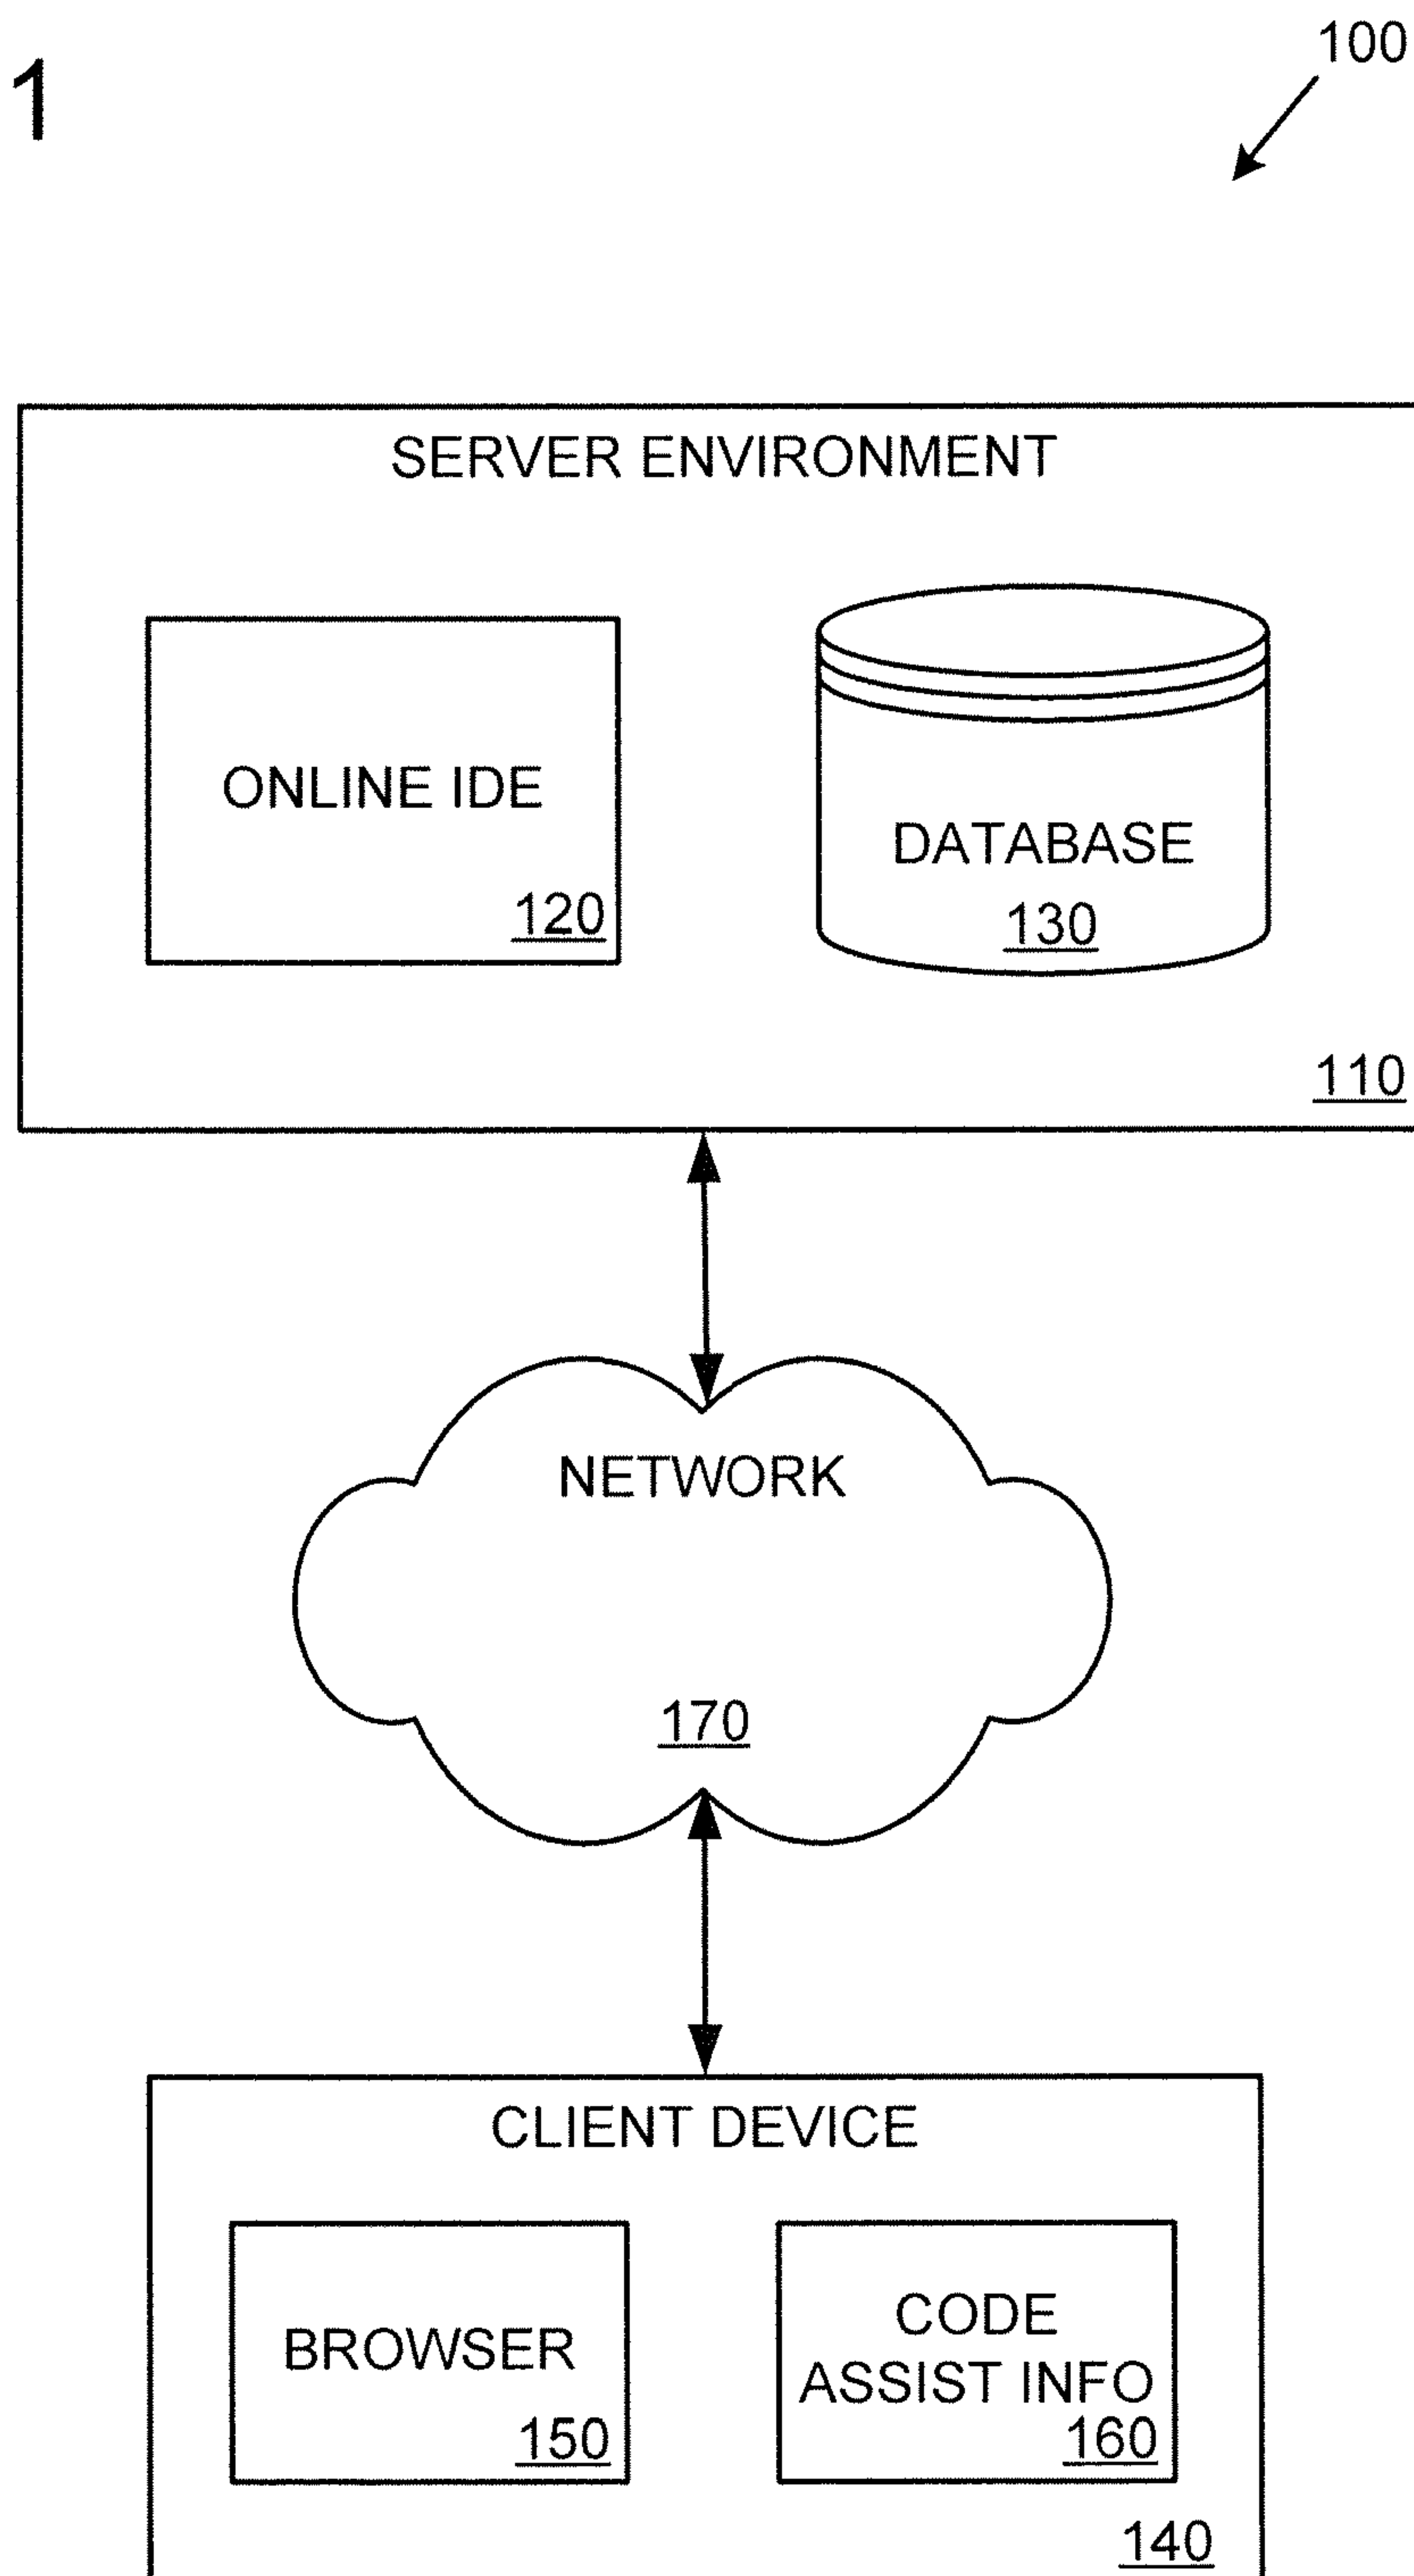 1
100
SERVER ENVIRONMENT
ONLINE IDE
120
DATABASE
130
110
NETWORK
170
CLIENT DEVICE
BROWSER
150
CODE
ASSIST INFO
160
140